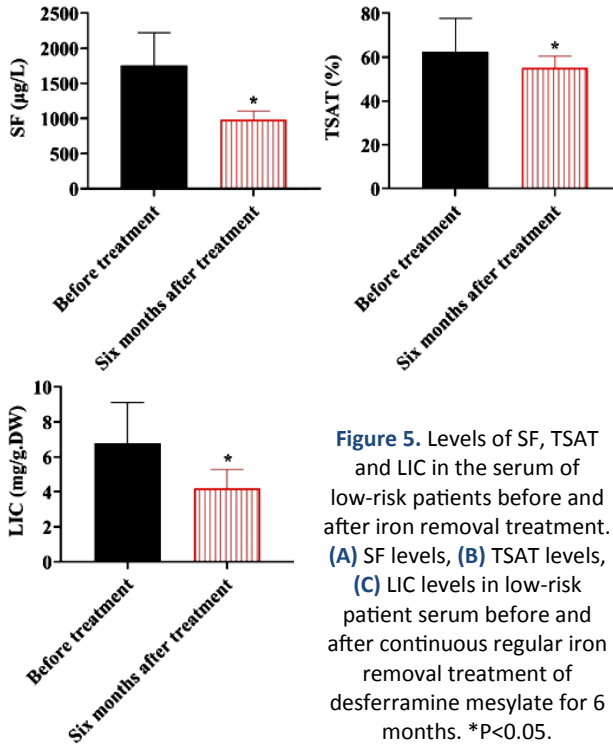 2500
2000
1500
1000
500
0
SF (µg/L)
*
Before treatment
Six months after treatment
80
60
40
20
0
TSAT (%)
*
Before treatment
Six months after treatment
10
8
6
4
2
0
LIC (mg/g.DW)
*
Before treatment
Six months after treatment
Figure 5. Levels of SF, TSAT
and LIC in the serum of
low-risk patients before and
after iron removal treatment.
(A) SF levels, (B) TSAT levels,
(C) LIC levels in low-risk
patient serum before and
after continuous regular iron
removal treatment of
desferramine mesylate for 6
months. *P<0.05.